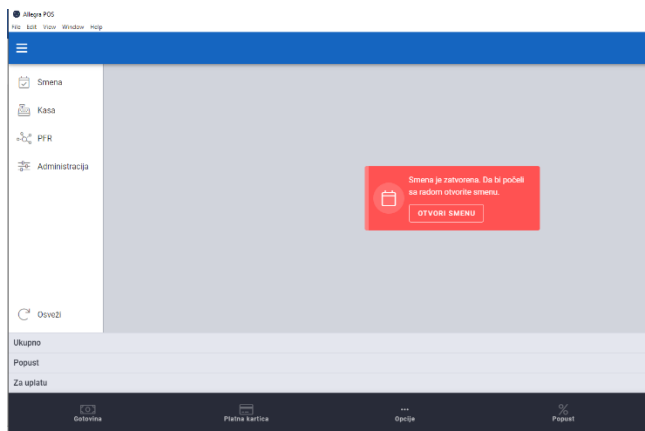 Allegra POS
File Edit View Window Help
Smena
Kasa
PFR
Administracija
Smena je zatvorena. Da bi počeli
sa radom otvorite smenu.
OTVORI SMENU
Osveži
Ukupno
Popust
Za uplatu
Gotovina Platna kartica Opcije Popust